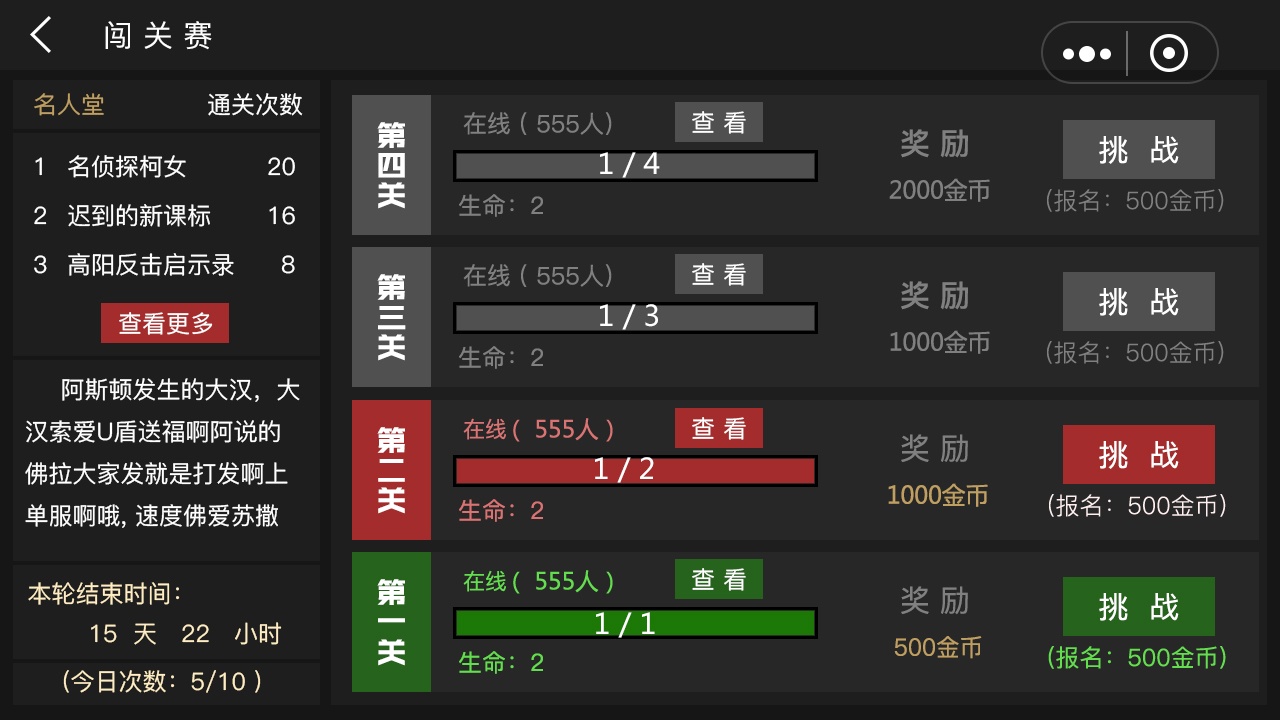 闯关赛
名人堂 通关次数
1 名侦探柯女 20
2 迟到的新课标 16
3 高阳反击启示录 8
查看更多
阿斯顿发生的大汉，大
汉索爱U盾送福啊阿说的
佛拉大家发就是打发啊上
单服啊哦, 速度佛爱苏撒
本轮结束时间：
15 天 22 小时
(今日次数：5/10 )
第四关
在线 ( 555人) 查看
1/4
生命：2
奖励
2000金币
挑 战
(报名：500金币)
第三关
在线 ( 555人) 查看
1/3
生命：2
奖励
1000金币
挑 战
(报名：500金币)
第二关
在线 ( 555人 ) 查看
1/2
生命：2
奖励
1000金币
挑 战
(报名：500金币)
第一关
在线 ( 555人 ) 查看
1/1
生命：2
奖励
500金币
挑 战
(报名：500金币)